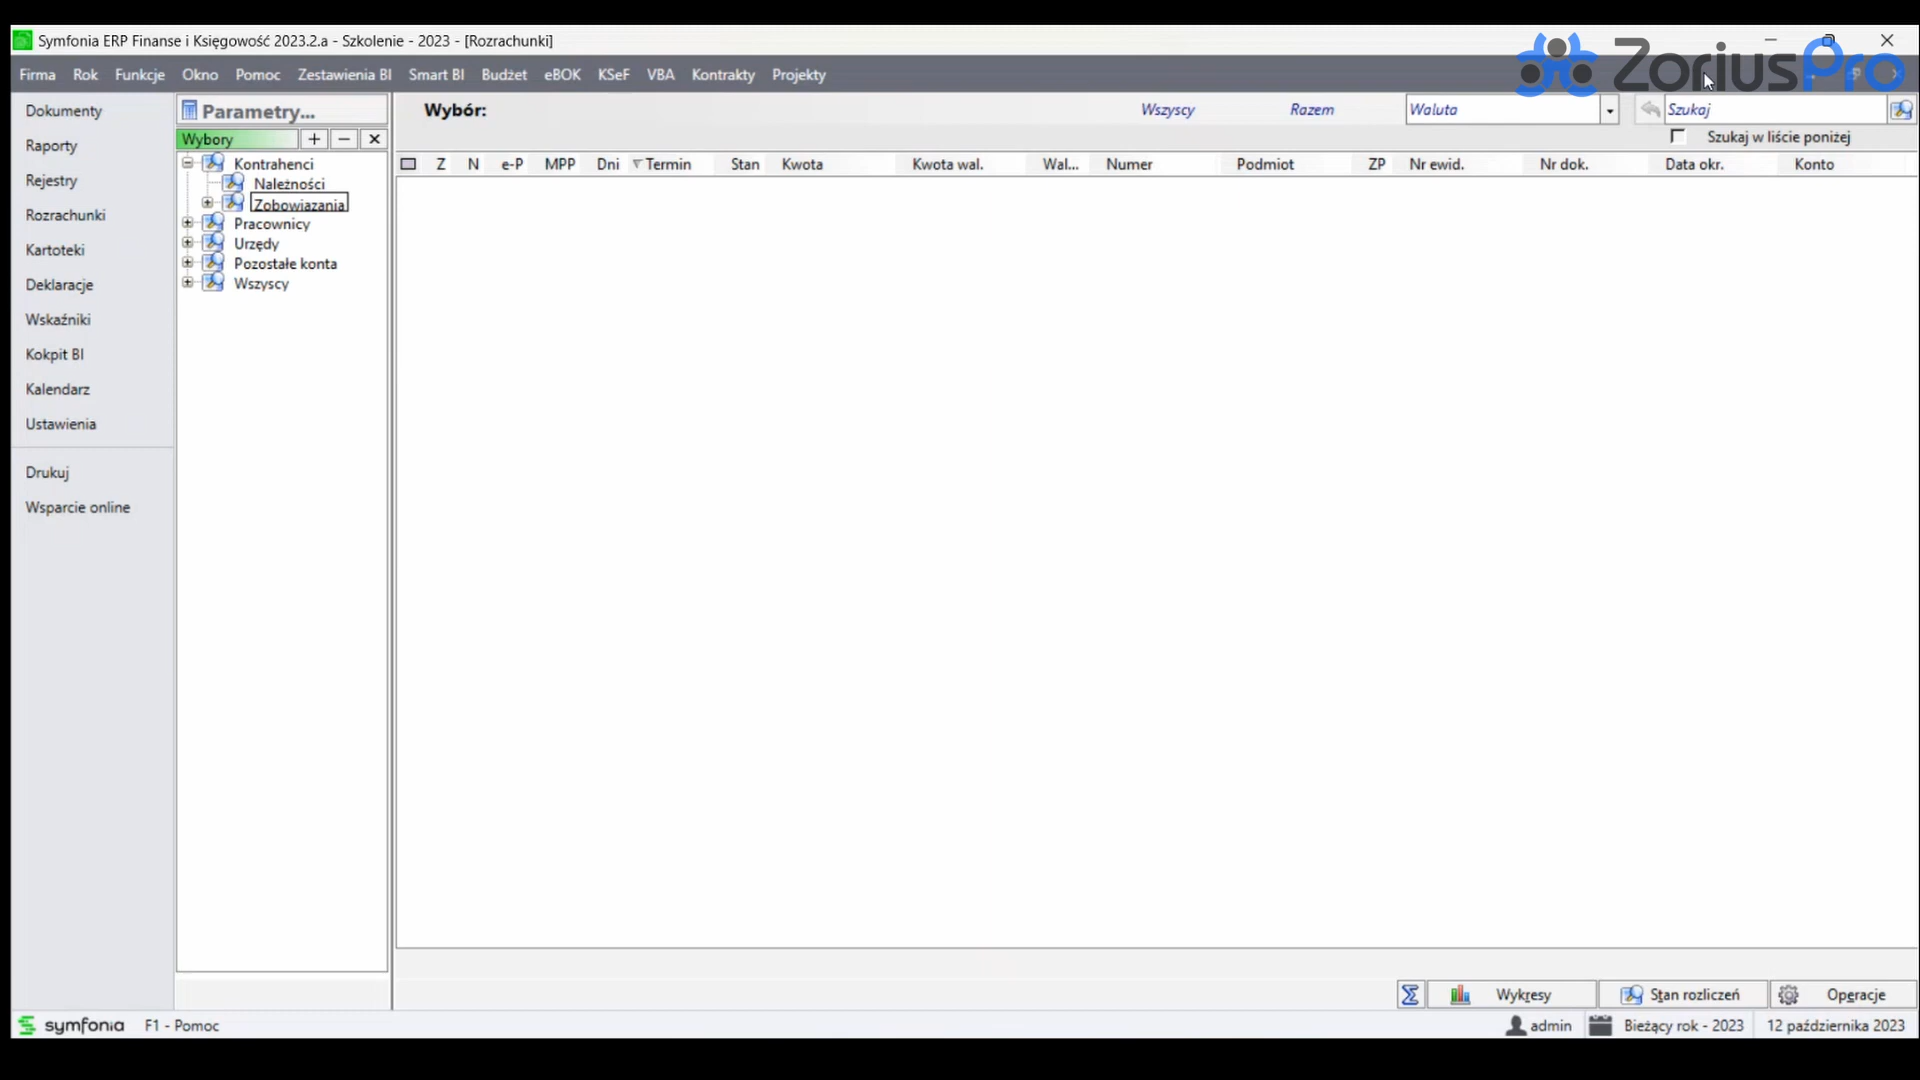 Symfonia ERP Finanse i Księgowość 2023.2.a - Szkolenie - 2023 - [Rozrachunki]
ZoriusPro
Firma Rok Funkcje Okno Pomoc Zestawienia BI Smart BI Budżet eBOK KSeF VBA Kontrakty Projekty
Dokumenty
Raporty
Rejestry
Rozrachunki
Kartoteki
Deklaracje
Wskaźniki
Kokpit BI
Kalendarz
Ustawienia
Drukuj
Wsparcie online
Parametry...
Wybory
Kontrahenci
Należności
Zobowiązania
Pracownicy
Urzędy
Pozostałe konta
Wszyscy
Wybór: Wszyscy Razem Waluta Szukaj
Szukaj w liście poniżej
Z N e-P MPP Dni Termin Stan Kwota Kwota wal. Wal... Numer Podmiot ZP Nr ewid. Nr dok. Data okr. Konto
Wykresy Stan rozliczeń Operacje
symfonia F1 - Pomoc admin Bieżący rok - 2023 12 października 2023